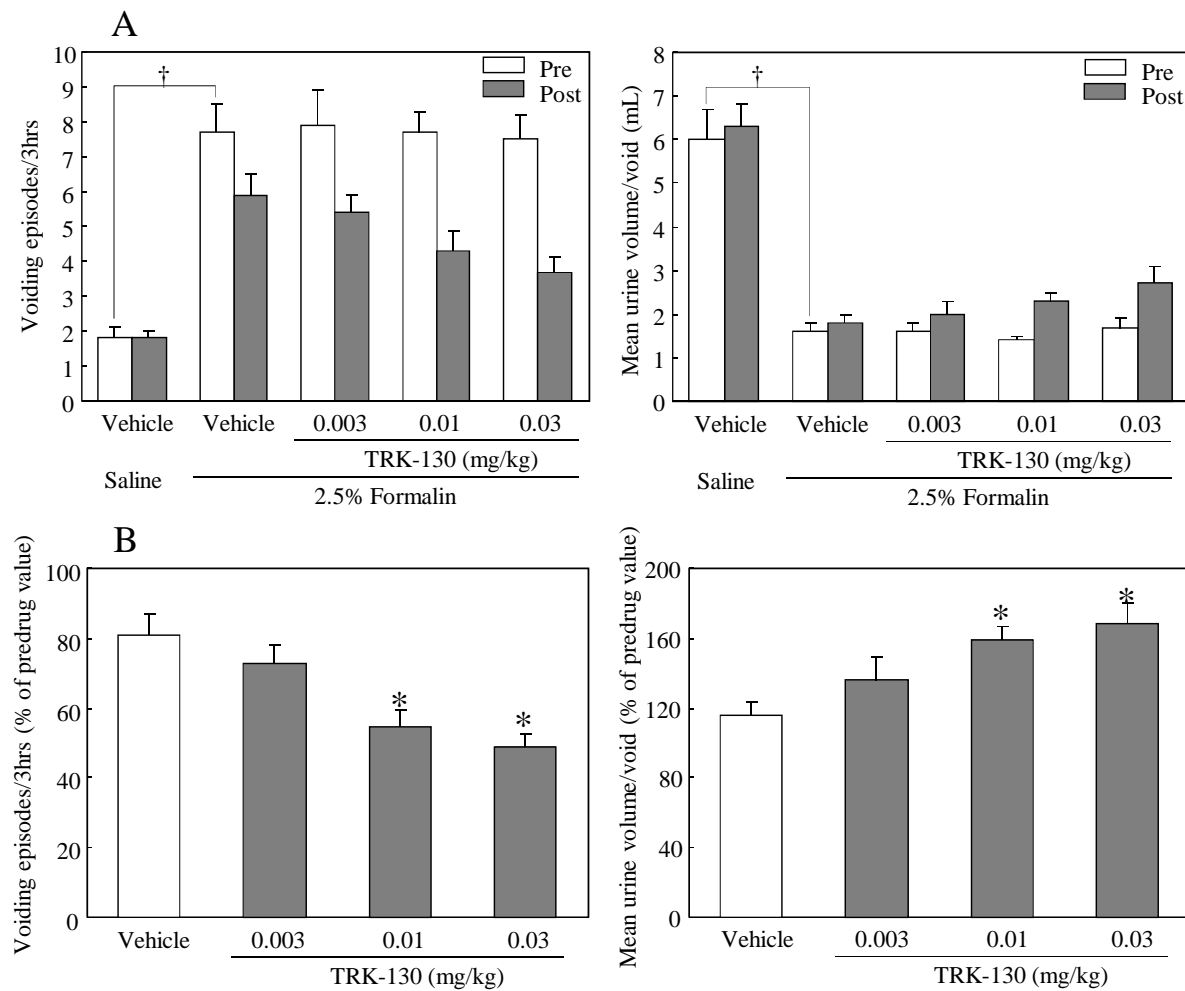 A
Voiding episodes/3hrs
10
9
8
7
6
5
4
3
2
1
0
†
Pre
Post
Vehicle Vehicle 0.003 0.01 0.03
TRK-130 (mg/kg)
Saline
2.5% Formalin
Mean urine volume/void (mL)
8
7
6
5
4
3
2
1
0
†
Pre
Post
Vehicle Vehicle 0.003 0.01 0.03
TRK-130 (mg/kg)
Saline
2.5% Formalin
B
Voiding episodes/3hrs (% of predrug value)
100
80
60
40
20
0
* *
Vehicle 0.003 0.01 0.03
TRK-130 (mg/kg)
Mean urine volume/void (% of predrug value)
200
160
120
80
40
0
* *
Vehicle 0.003 0.01 0.03
TRK-130 (mg/kg)